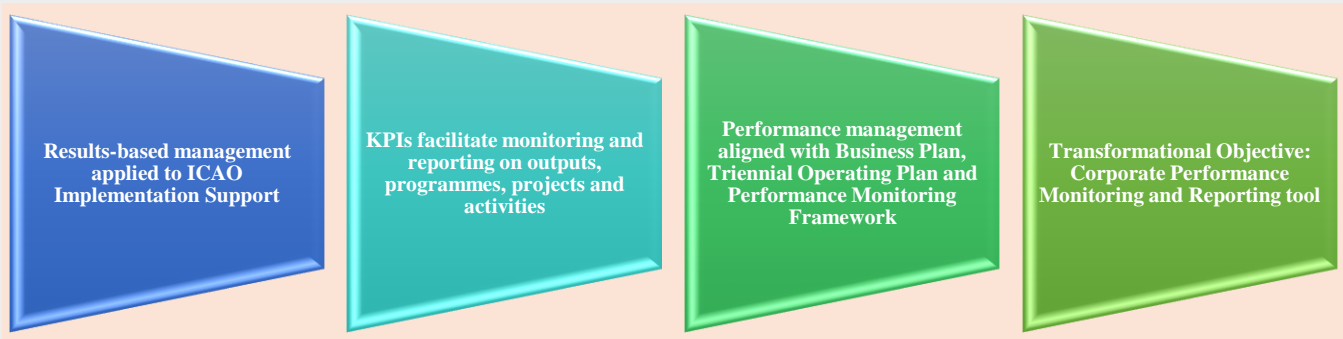 Results-based management
applied to ICAO
Implementation Support
KPIs facilitate monitoring and
reporting on outputs,
programmes, projects and
activities
Performance management
aligned with Business Plan,
Triennial Operating Plan and
Performance Monitoring
Framework
Transformational Objective:
Corporate Performance
Monitoring and Reporting tool